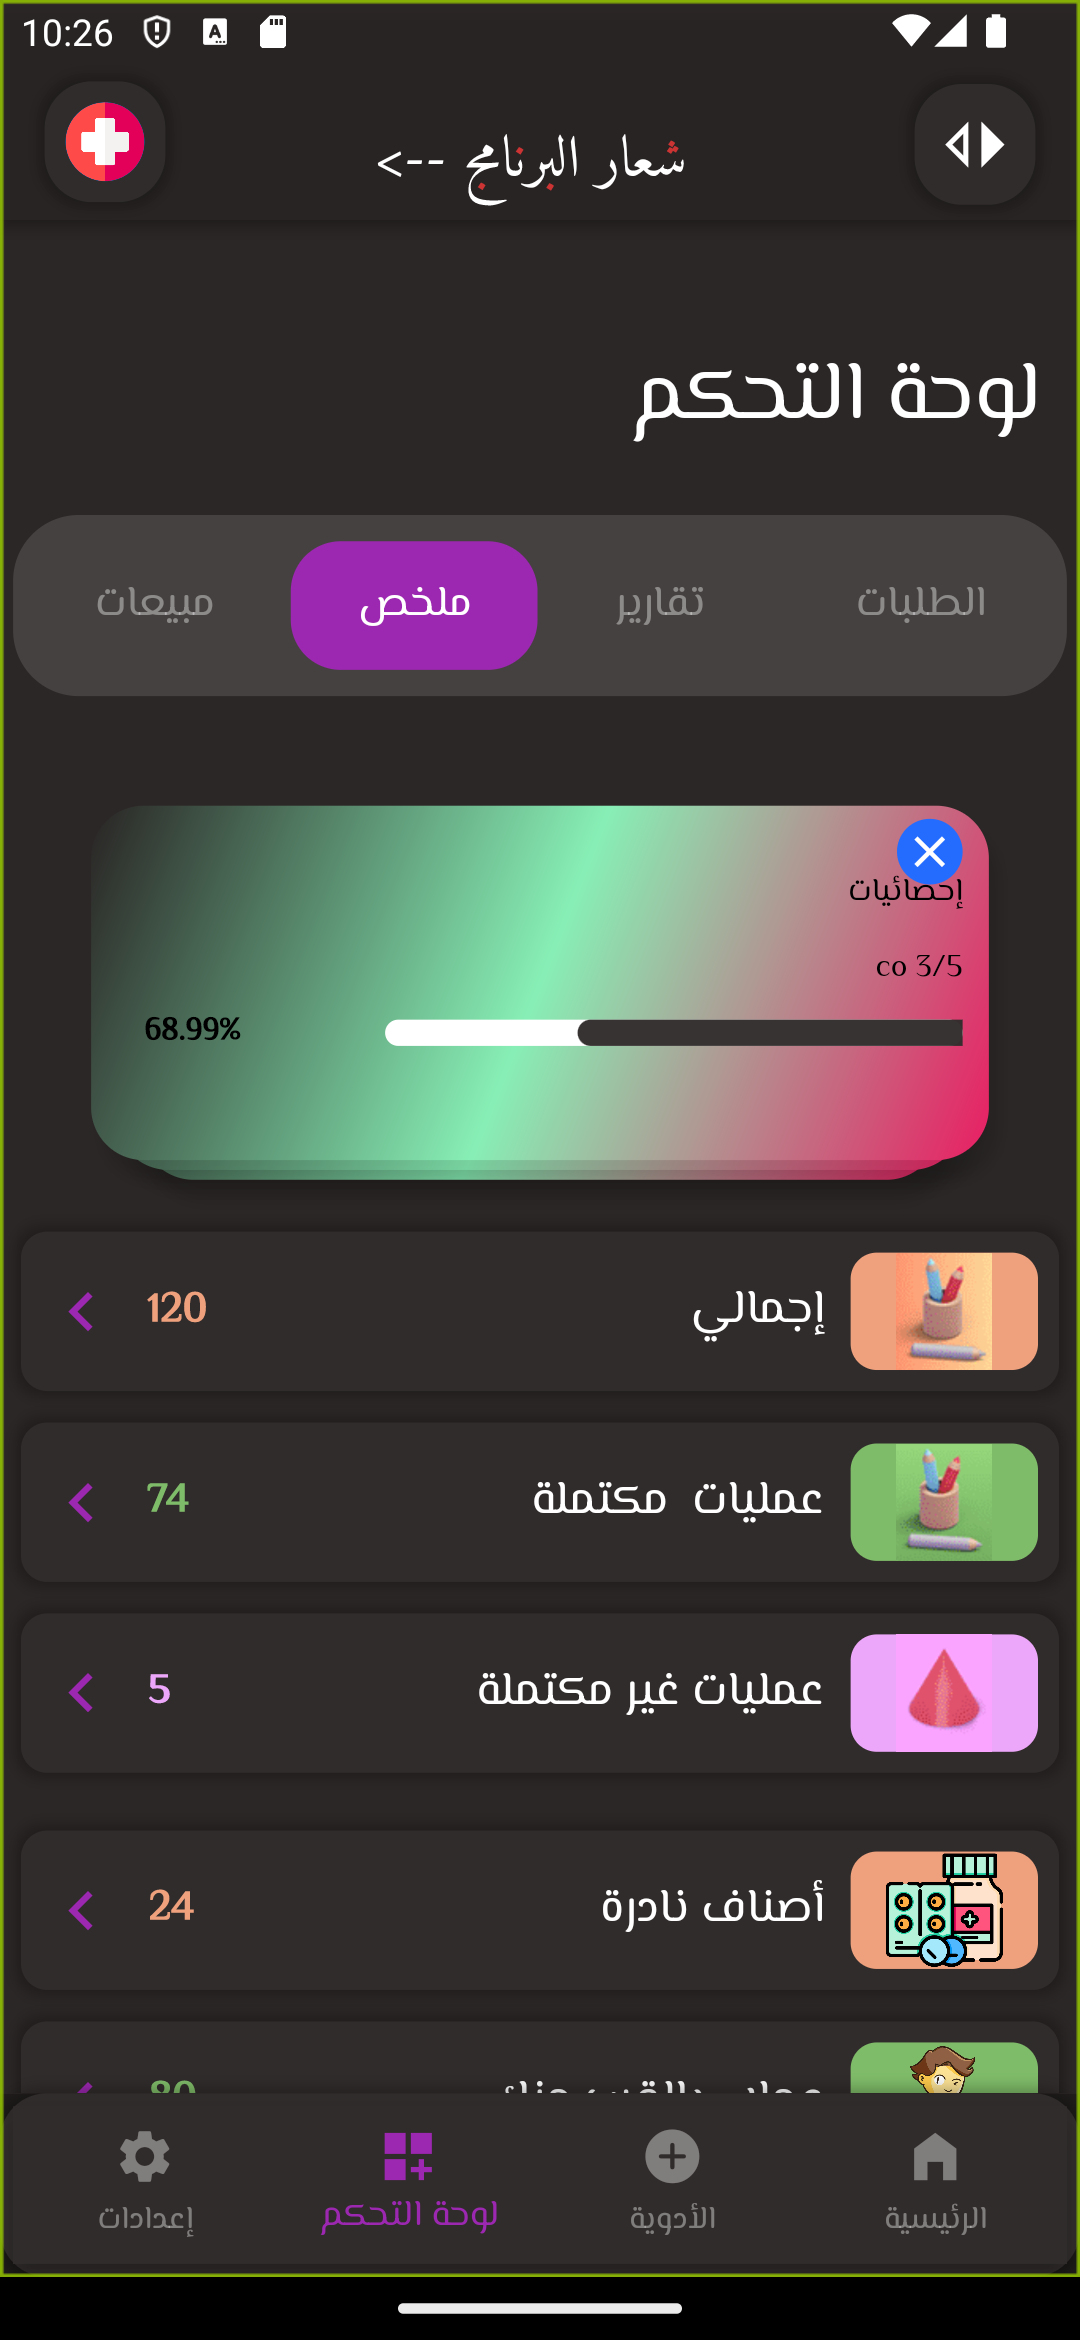 10:26
شعار البرنامج -->
لوحة التحكم
الطلبات تقارير ملخص مبيعات
إحصائيات
co 3/5
68.99%
إجمالي 120
عمليات مكتملة 74
عمليات غير مكتملة 5
أصناف نادرة 24
80
الرئيسية الأدوية لوحة التحكم إعدادات